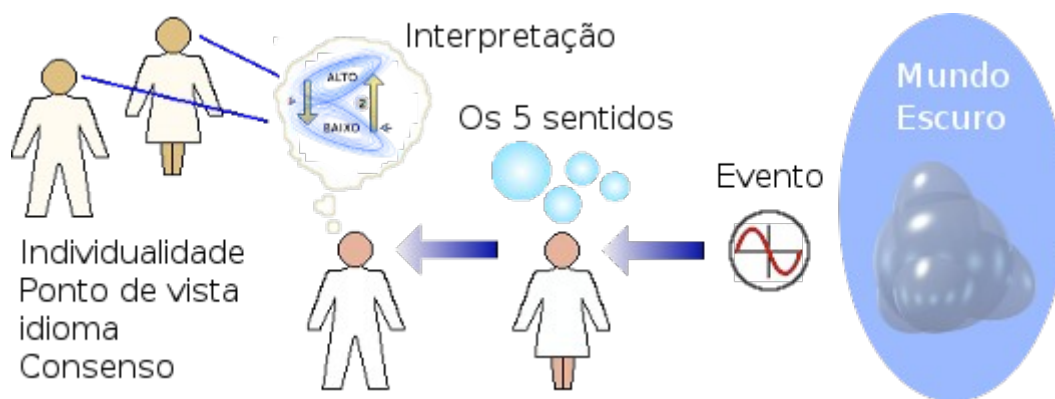 Interpretação
ALTO
2
BAIXO
Os 5 sentidos
Evento
Mundo
Escuro
Individualidade
Ponto de vista
idioma
Consenso